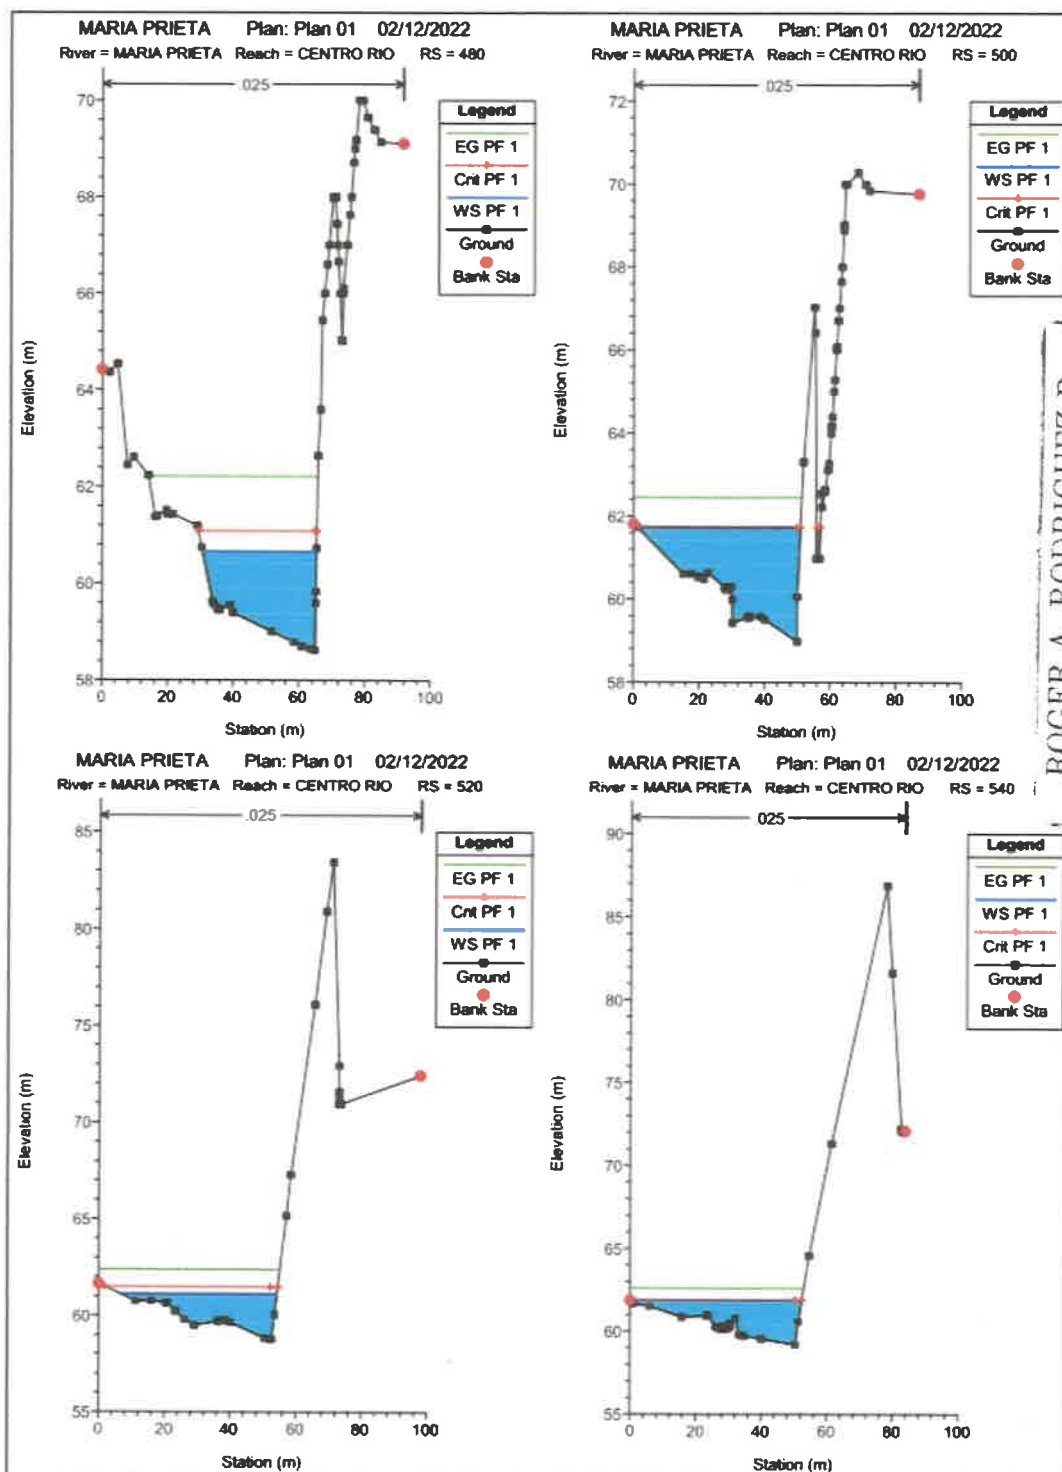 MARIA PRIETA Plan: Plan 01 02/12/2022
River = MARIA PRIETA Reach = CENTRO RIO RS = 480
.025
70
68
66
64
62
60
58
0
20
40
60
80
100
Elevation (m)
Station (m)
Legend
EG PF 1
Crit PF 1
WS PF 1
Ground
Bank Sta
MARIA PRIETA Plan: Plan 01 02/12/2022
River = MARIA PRIETA Reach = CENTRO RIO RS = 500
.025
72
70
68
66
64
62
60
58
0
20
40
60
80
100
Elevation (m)
Station (m)
Legend
EG PF 1
WS PF 1
Crit PF 1
Ground
Bank Sta
MARIA PRIETA Plan: Plan 01 02/12/2022
River = MARIA PRIETA Reach = CENTRO RIO RS = 520
.025
85
80
75
70
65
60
55
0
20
40
60
80
100
Elevation (m)
Station (m)
Legend
EG PF 1
Crit PF 1
WS PF 1
Ground
Bank Sta
MARIA PRIETA Plan: Plan 01 02/12/2022
River = MARIA PRIETA Reach = CENTRO RIO RS = 540
025
90
85
80
75
70
65
60
55
0
20
40
60
80
100
Elevation (m)
Station (m)
Legend
EG PF 1
WS PF 1
Crit PF 1
Ground
Bank Sta
ROGER A. RODRIGUEZ P.